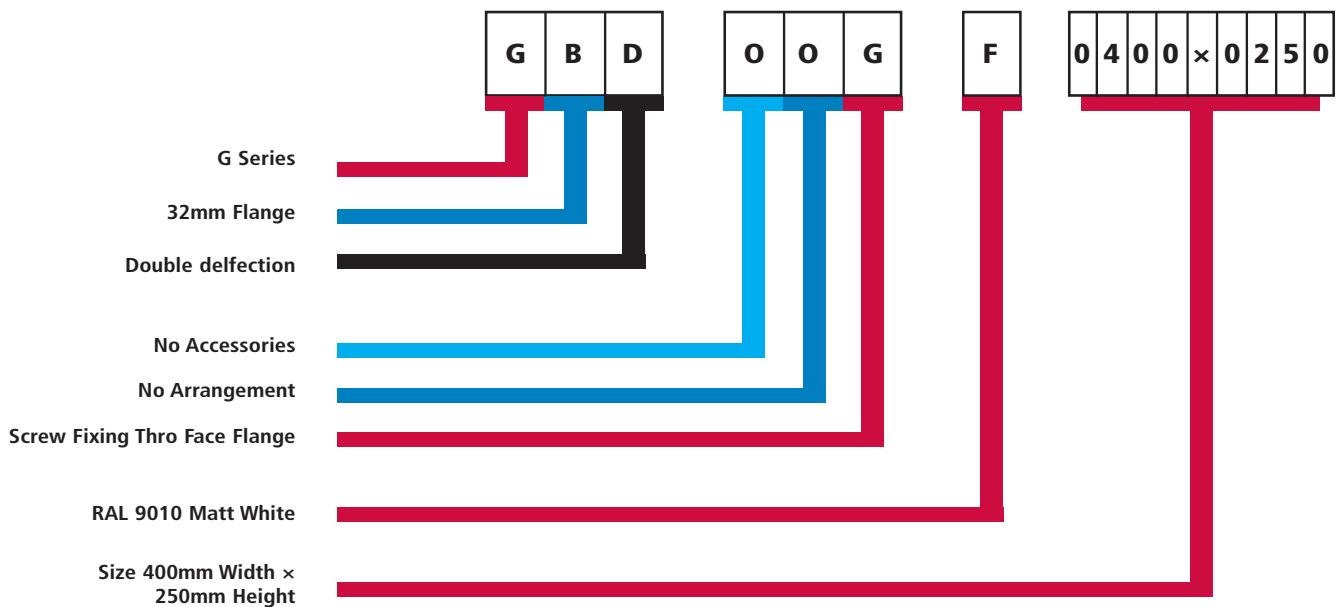 G B D O O G F 0 4 0 0 × 0 2 5 0
G Series
32mm Flange
Double delfection
No Accessories
No Arrangement
Screw Fixing Thro Face Flange
RAL 9010 Matt White
Size 400mm Width ×
250mm Height